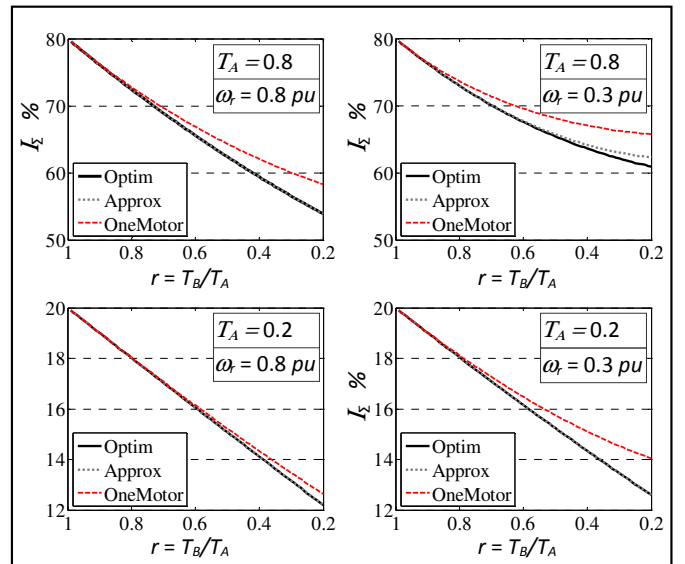 80
70
60
50
I_Σ %
T_A = 0.8
ω_r = 0.8 pu
Optim
Approx
OneMotor
1 0.8 0.6 0.4 0.2
r = T_B/T_A
80
70
60
50
I_Σ %
T_A = 0.8
ω_r = 0.3 pu
Optim
Approx
OneMotor
1 0.8 0.6 0.4 0.2
r = T_B/T_A
20
18
16
14
12
I_Σ %
T_A = 0.2
ω_r = 0.8 pu
Optim
Approx
OneMotor
1 0.8 0.6 0.4 0.2
r = T_B/T_A
20
18
16
14
12
I_Σ %
T_A = 0.2
ω_r = 0.3 pu
Optim
Approx
OneMotor
1 0.8 0.6 0.4 0.2
r = T_B/T_A